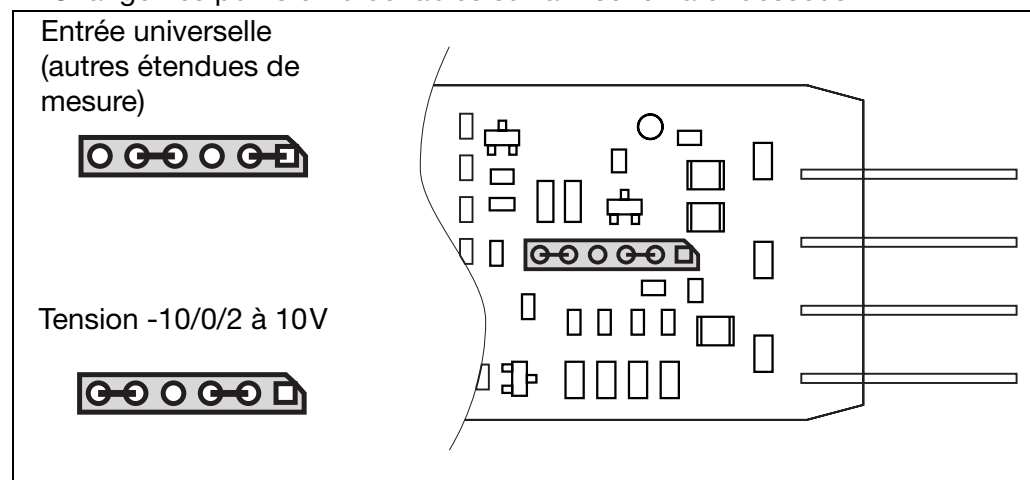 Entrée universelle
(autres étendues de
mesure)
Tension -10/0/2 à 10V